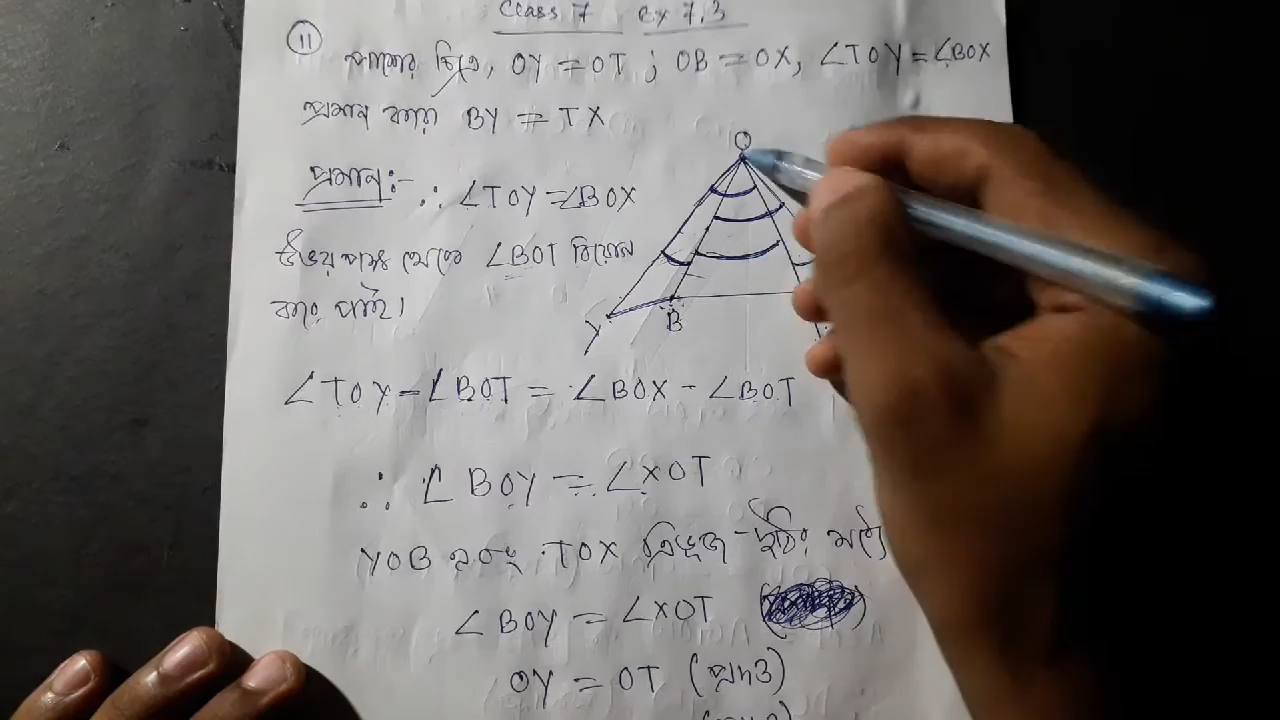 Class 7 Ex 7.3
11
পাশের চিত্রে, OY = OT ; OB = OX, ∠TOY = ∠BOX
প্রমাণ করো BY = TX
O
প্রমাণ:- ∴ ∠TOY = ∠BOX
উভয়পক্ষ থেকে ∠BOT বিয়োগ
করে পাই।
Y B
∠TOY - ∠BOT = ∠BOX - ∠BOT
∴ ∠BOY = ∠XOT
YOB এবং TOX ত্রিভুজ দুটির মধ্যে
∠BOY = ∠XOT
OY = OT (প্রদত্ত)